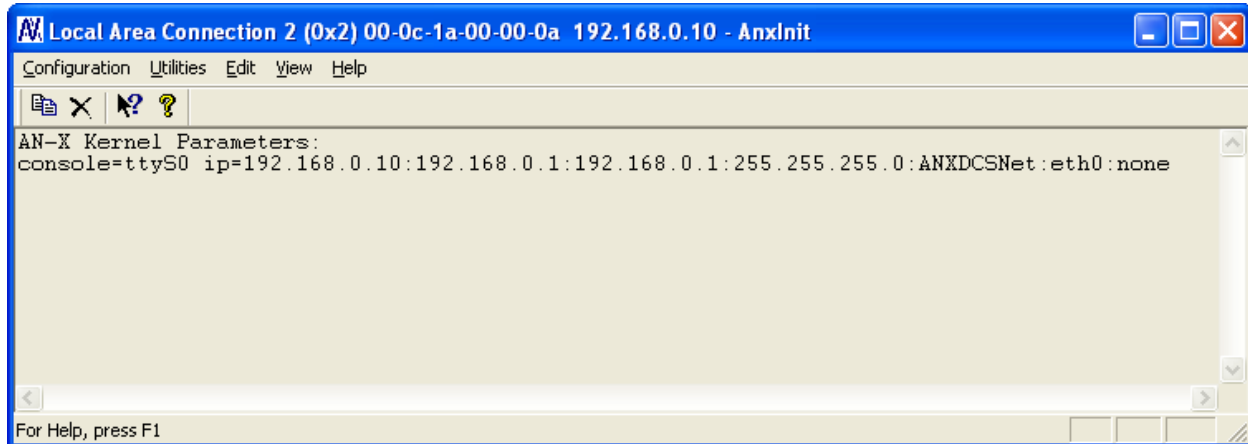 Local Area Connection 2 (0x2) 00-0c-1a-00-00-0a 192.168.0.10 - AnxInit
Configuration Utilities Edit View Help
AN-X Kernel Parameters:
console=ttyS0 ip=192.168.0.10:192.168.0.1:192.168.0.1:255.255.255.0:ANXDCSNet:eth0:none
For Help, press F1